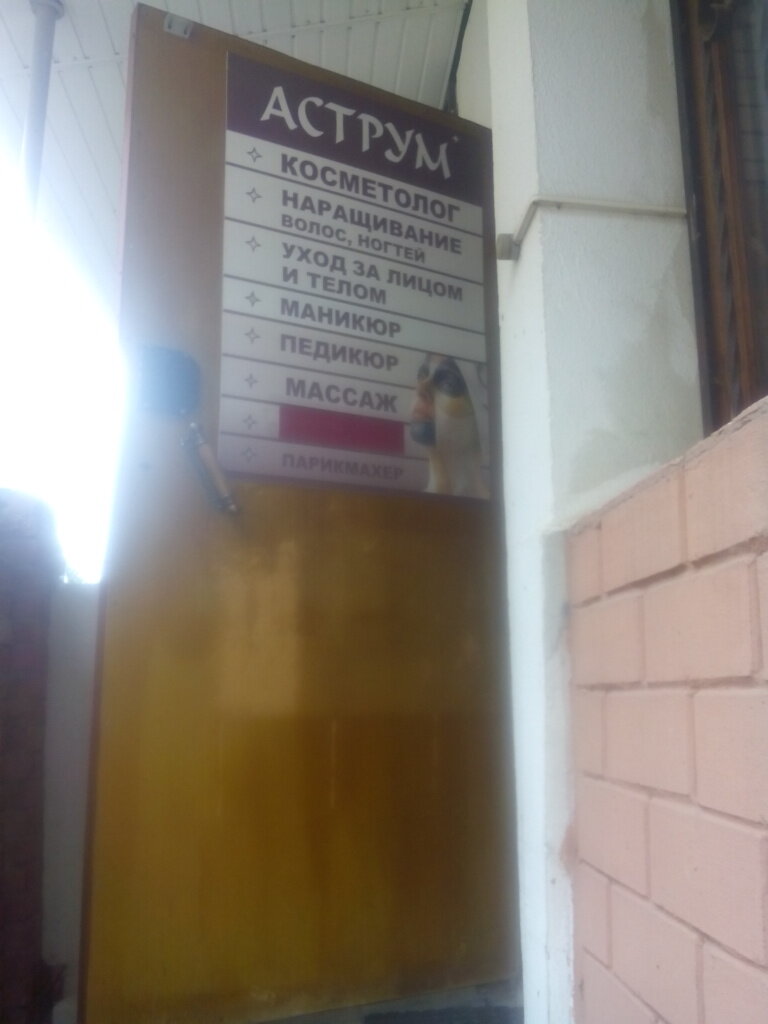 АСТРУМ
КОСМЕТОЛОГ
НАРАЩИВАНИЕ
ВОЛОС, НОГТЕЙ
УХОД ЗА ЛИЦОМ
И ТЕЛОМ
МАНИКЮР
ПЕДИКЮР
МАССАЖ
ПАРИКМАХЕР